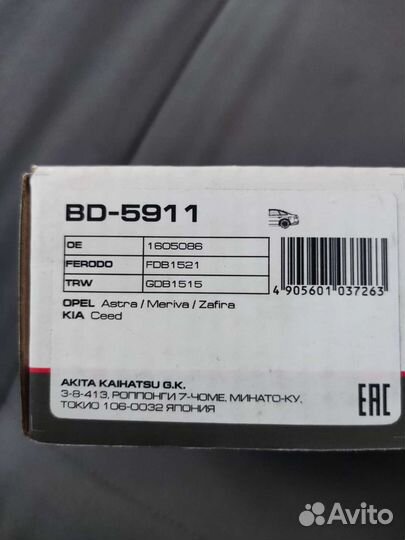 BD-5911
OE 1605086
FERODO FDB1521
TRW GDB1515
OPEL Astra / Meriva / Zafira
KIA Ceed
4 905601 037263
AKITA KAIHATSU G.K.
3-8-413, РОППОНГИ 7-ЧОМЕ, МИНАТО-КУ,
ТОКИО 106-0032 ЯПОНИЯ
EAC
Avito